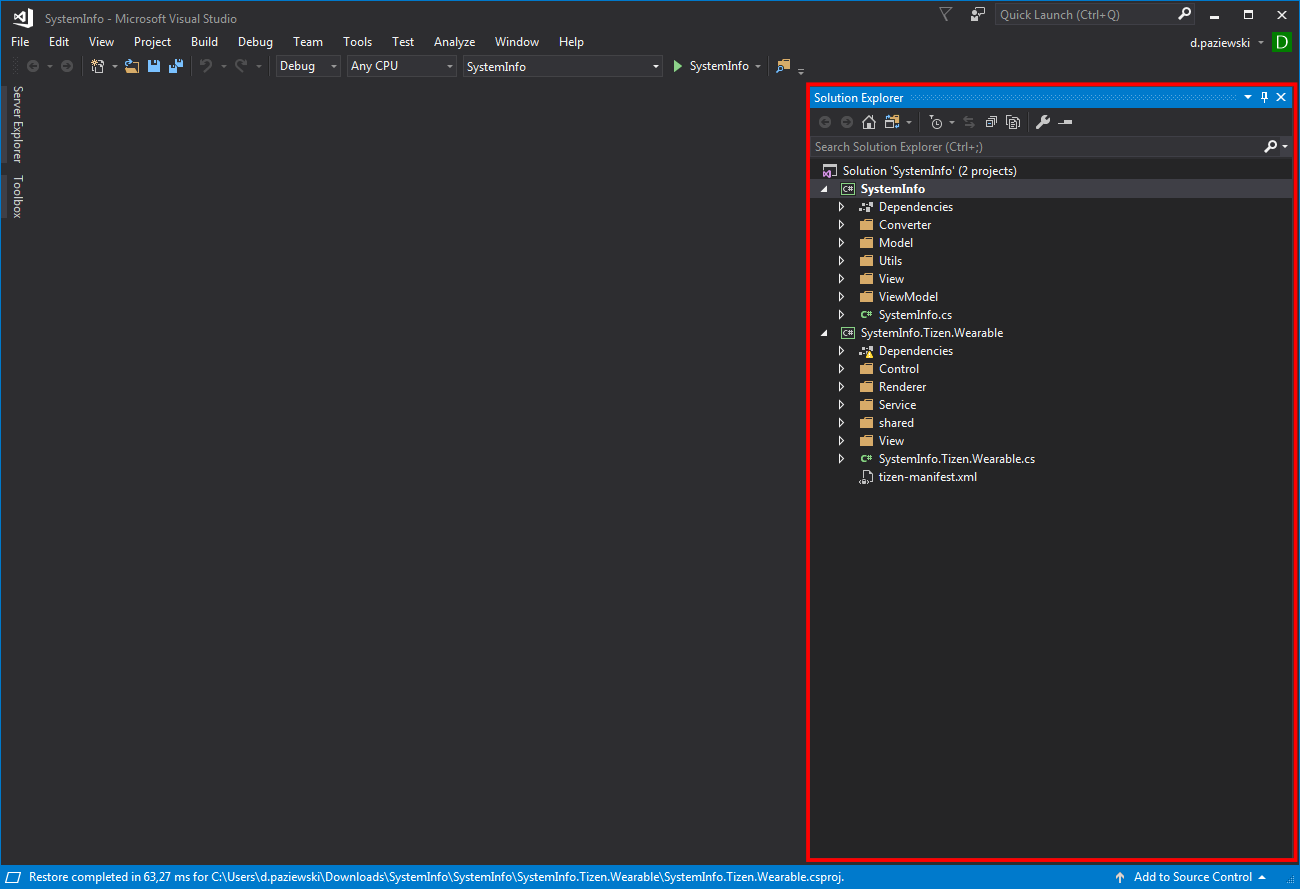 SystemInfo - Microsoft Visual Studio
Quick Launch (Ctrl+Q)
File Edit View Project Build Debug Team Tools Test Analyze Window Help
d.paziewski D
Debug Any CPU SystemInfo SystemInfo
Server Explorer
Toolbox
Solution Explorer
Search Solution Explorer (Ctrl+;)
Solution 'SystemInfo' (2 projects)
C# SystemInfo
Dependencies
Converter
Model
Utils
View
ViewModel
C# SystemInfo.cs
C# SystemInfo.Tizen.Wearable
Dependencies
Control
Renderer
Service
shared
View
C# SystemInfo.Tizen.Wearable.cs
tizen-manifest.xml
Restore completed in 63,27 ms for C:\Users\d.paziewski\Downloads\SystemInfo\SystemInfo\SystemInfo.Tizen.Wearable\SystemInfo.Tizen.Wearable.csproj.
Add to Source Control